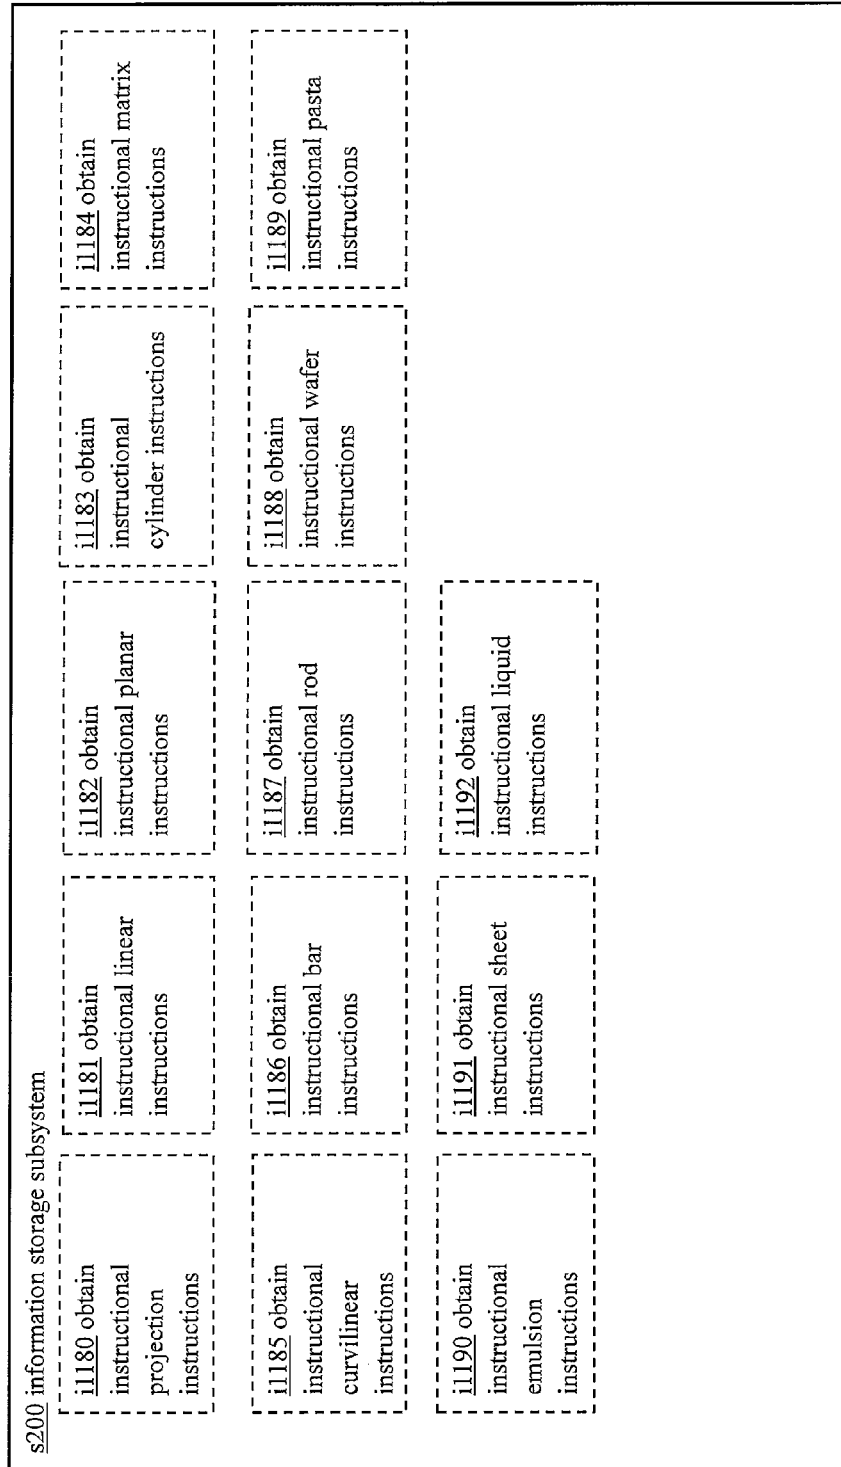 s200 information storage subsystem
i1180 obtain
instructional
projection
instructions
i1181 obtain
instructional linear
instructions
i1182 obtain
instructional planar
instructions
i1183 obtain
instructional
cylinder instructions
i1184 obtain
instructional matrix
instructions
i1185 obtain
instructional
curvilinear
instructions
i1186 obtain
instructional bar
instructions
i1187 obtain
instructional rod
instructions
i1188 obtain
instructional wafer
instructions
i1189 obtain
instructional pasta
instructions
i1190 obtain
instructional
emulsion
instructions
i1191 obtain
instructional sheet
instructions
i1192 obtain
instructional liquid
instructions